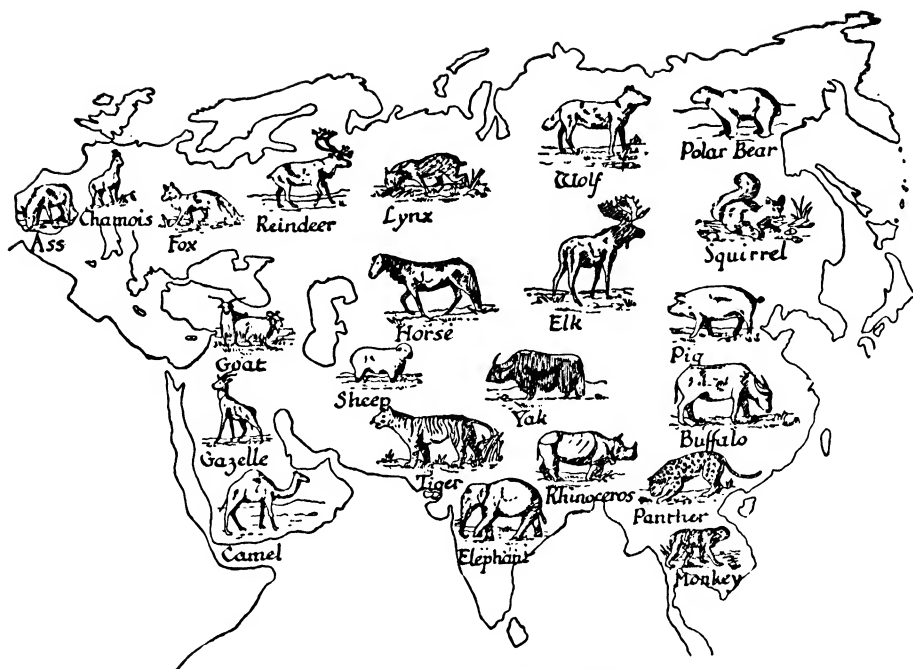 Wolf
Polar Bear
Ass
Chamois
Fox
Reindeer
Lynx
Squirrel
Horse
Elk
Goat
Pig
Sheep
Yak
Buffalo
Gazelle
Tiger
Rhinoceros
Panther
Camel
Elephant
Monkey